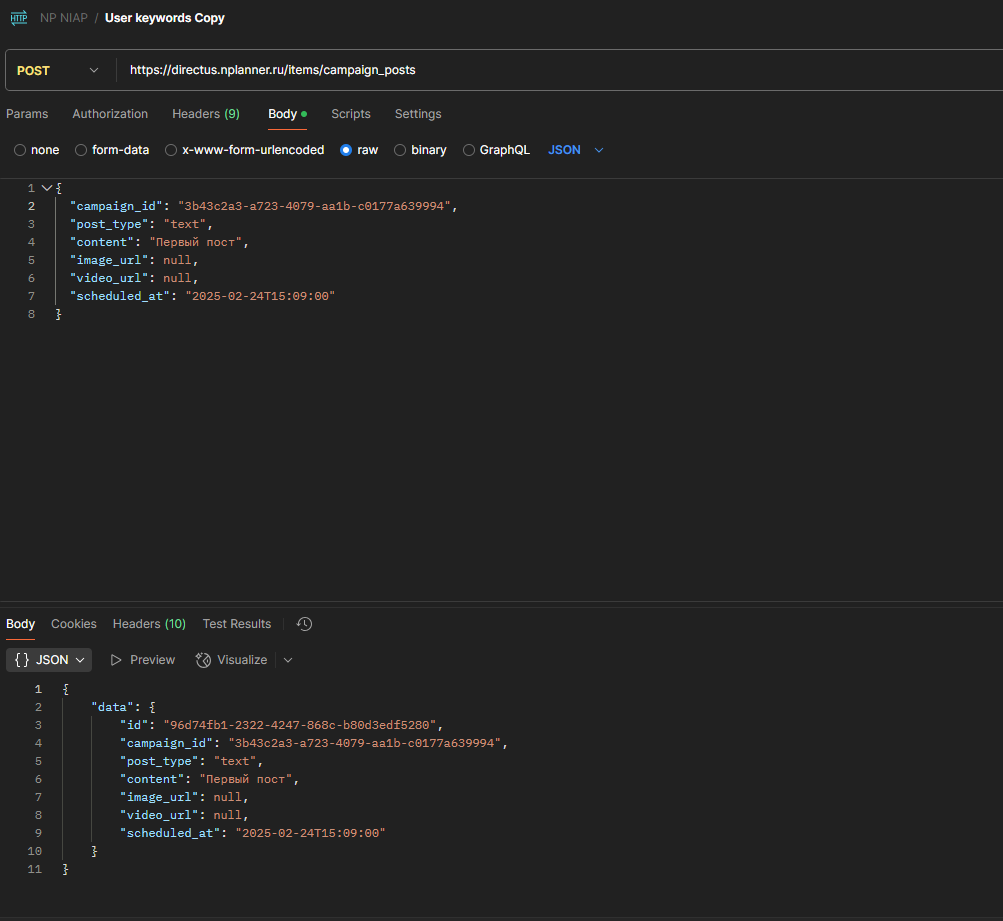 HTTP NP NIAP / User keywords Copy
POST https://directus.nplanner.ru/items/campaign_posts
Params Authorization Headers (9) Body Scripts Settings
none form-data x-www-form-urlencoded raw binary GraphQL JSON
1 {
2 "campaign_id": "3b43c2a3-a723-4079-aa1b-c0177a639994",
3 "post_type": "text",
4 "content": "Первый пост",
5 "image_url": null,
6 "video_url": null,
7 "scheduled_at": "2025-02-24T15:09:00"
8 }
Body Cookies Headers (10) Test Results
{} JSON Preview Visualize
1 {
2 "data": {
3 "id": "96d74fb1-2322-4247-868c-b80d3edf5280",
4 "campaign_id": "3b43c2a3-a723-4079-aa1b-c0177a639994",
5 "post_type": "text",
6 "content": "Первый пост",
7 "image_url": null,
8 "video_url": null,
9 "scheduled_at": "2025-02-24T15:09:00"
10 }
11 }